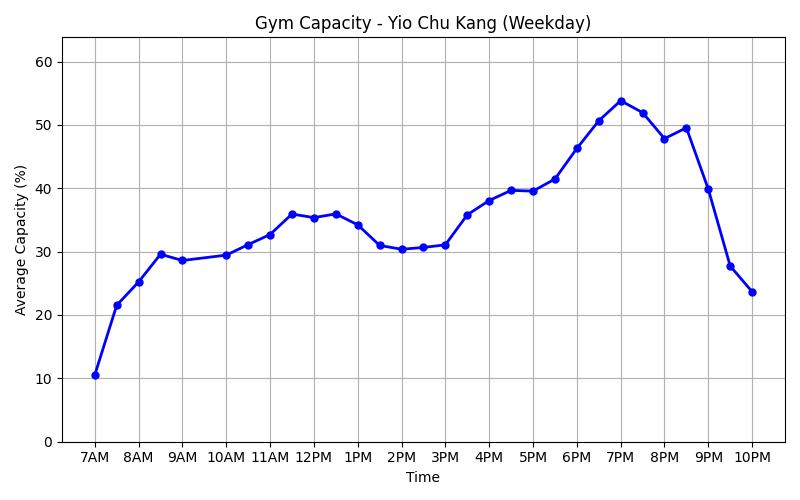 Gym Capacity - Yio Chu Kang (Weekday)
Average Capacity (%)
60
50
40
30
20
10
0
7AM 8AM 9AM 10AM 11AM 12PM 1PM 2PM 3PM 4PM 5PM 6PM 7PM 8PM 9PM 10PM
Time